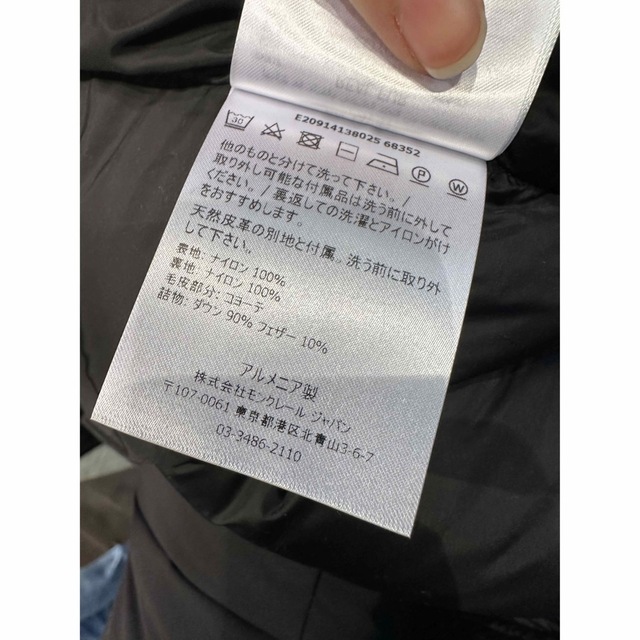 E20914138025 68352
30 P W
他のものと分けて洗って下さい。/
取り外し可能な付属品は洗う前に外して
ください。/裏返しての洗濯とアイロンがけ
をおすすめします。
天然皮革の別地と付属。洗う前に取り外
して下さい。
表地: ナイロン 100%
裏地: ナイロン 100%
毛皮部分: コヨーテ
詰物: ダウン 90% フェザー 10%
アルメニア製
株式会社モンクレール ジャパン
〒107-0061 東京都港区北青山3-6-7
03-3486-2110